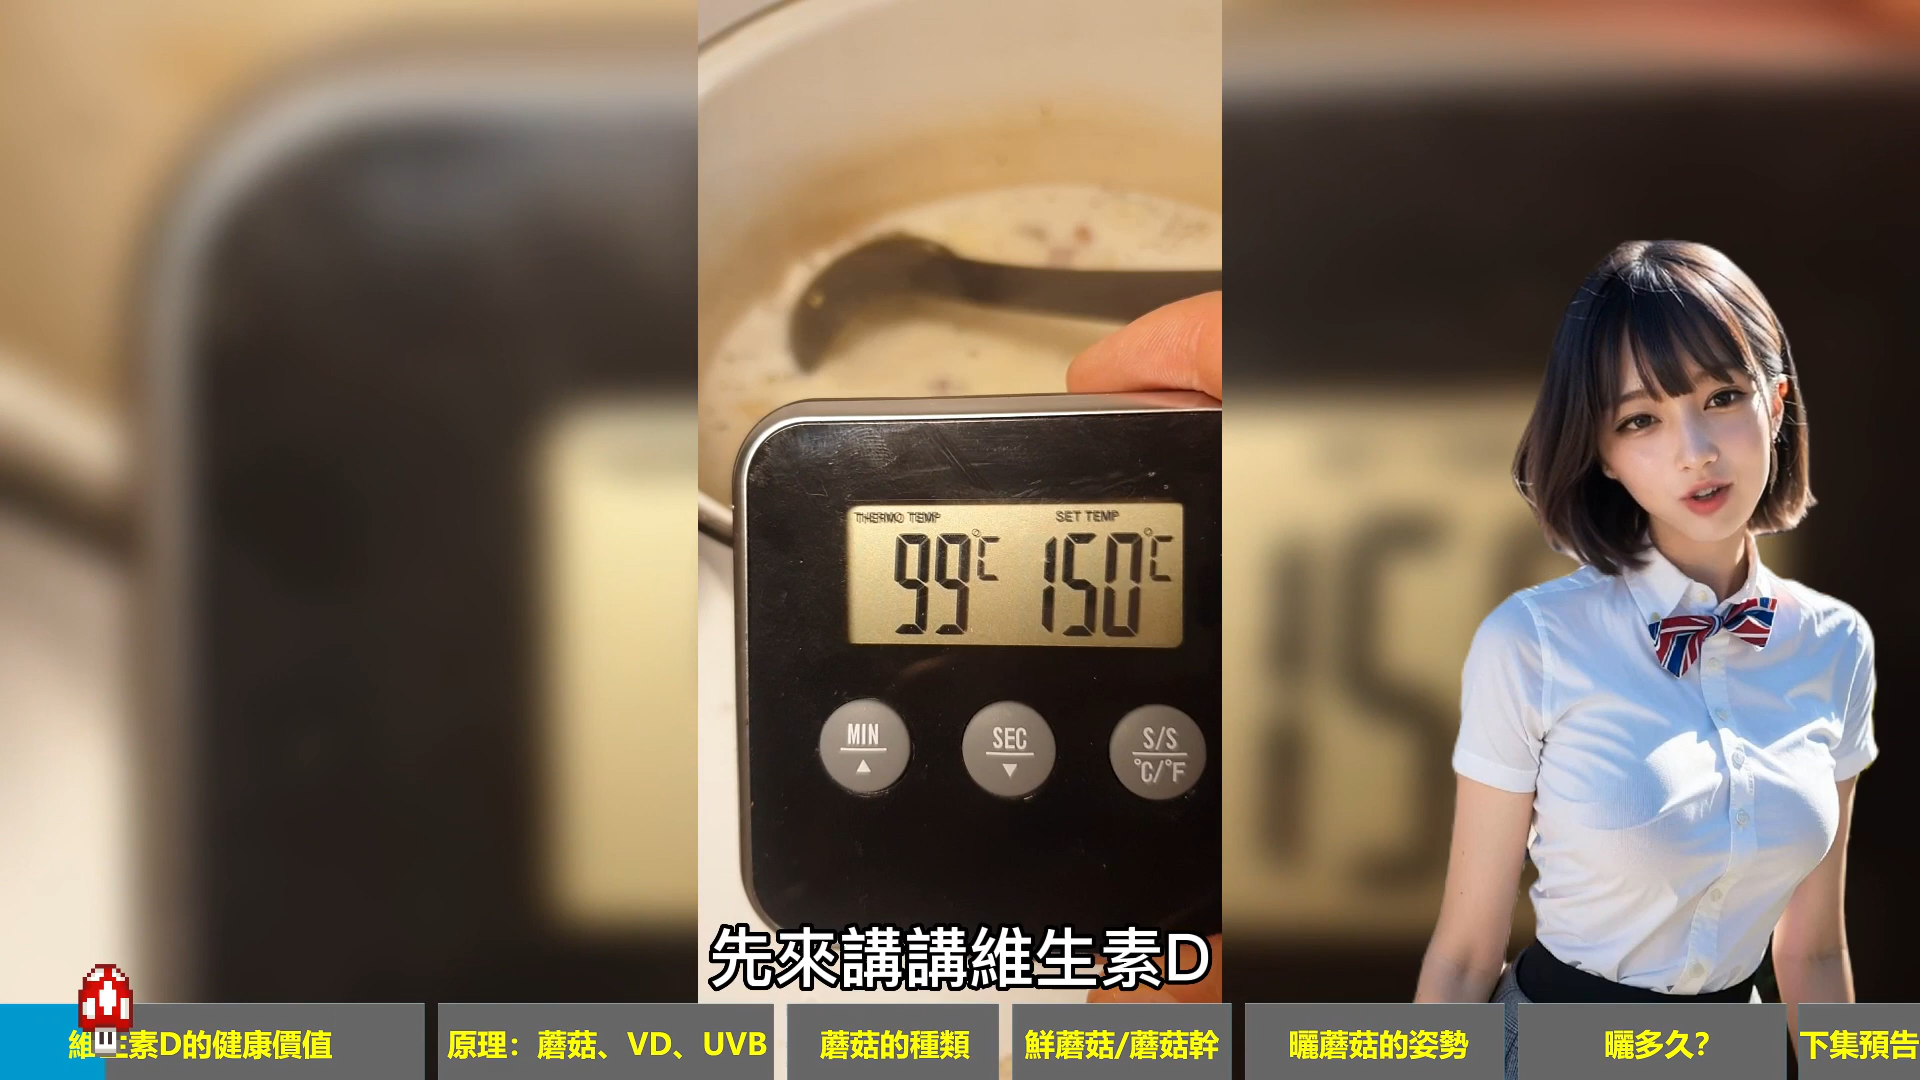 THERMO TEMP
SET TEMP
99℃ 150℃
MIN
SEC
S/S
℃/℉
先來講講維生素D
維生素D的健康價值
原理：蘑菇、VD、UVB
蘑菇的種類
鮮蘑菇/蘑菇幹
曬蘑菇的姿勢
曬多久？
下集預告